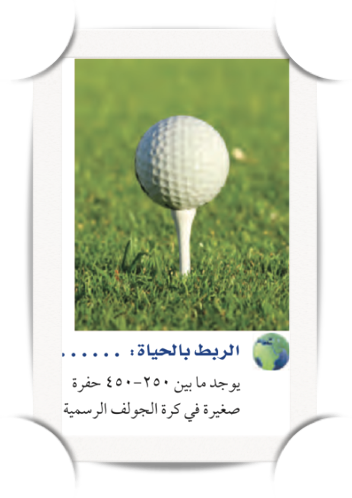 الربط بالحياة: ......
يوجد ما بين ٢٥٠-٤٥٠ حفرة
صغيرة في كرة الجولف الرسمية